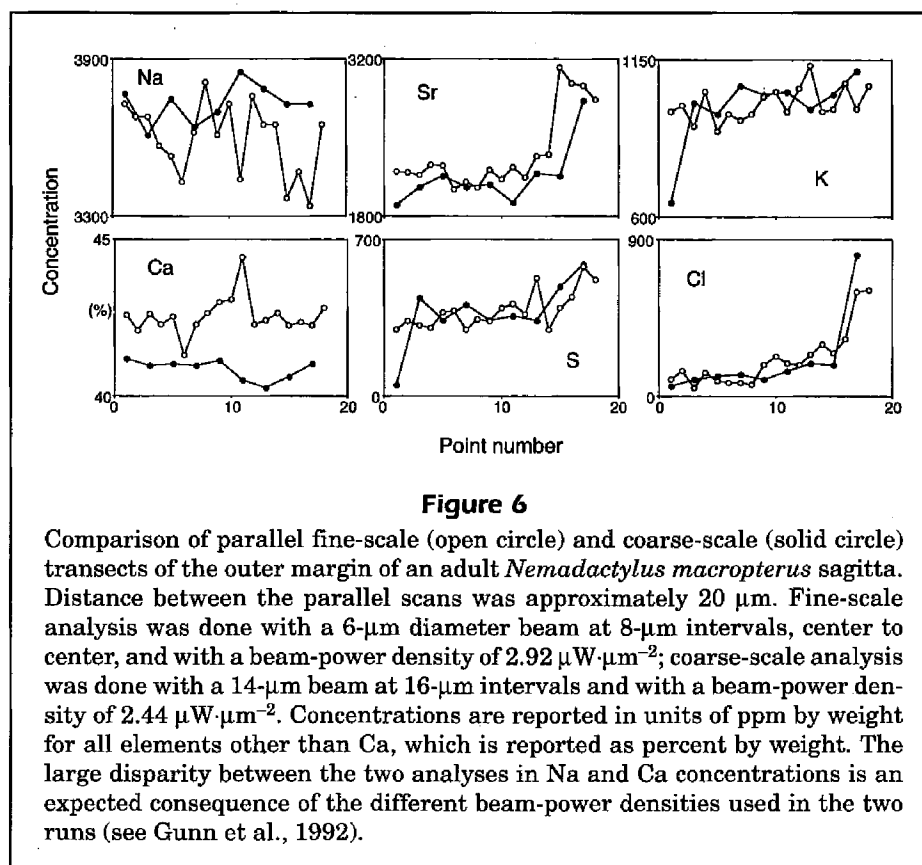 3900
Na
3300
3200
Sr
1800
1150
K
600
Concentration
45
Ca
(%)
40
0
10
20
700
S
0
0
10
20
900
Cl
0
0
10
20
Point number
Figure 6
Comparison of parallel fine-scale (open circle) and coarse-scale (solid circle)
transects of the outer margin of an adult Nemadactylus macropterus sagitta.
Distance between the parallel scans was approximately 20 μm. Fine-scale
analysis was done with a 6-μm diameter beam at 8-μm intervals, center to
center, and with a beam-power density of 2.92 μW·μm⁻²; coarse-scale analysis
was done with a 14-μm beam at 16-μm intervals and with a beam-power den-
sity of 2.44 μW·μm⁻². Concentrations are reported in units of ppm by weight
for all elements other than Ca, which is reported as percent by weight. The
large disparity between the two analyses in Na and Ca concentrations is an
expected consequence of the different beam-power densities used in the two
runs (see Gunn et al., 1992).